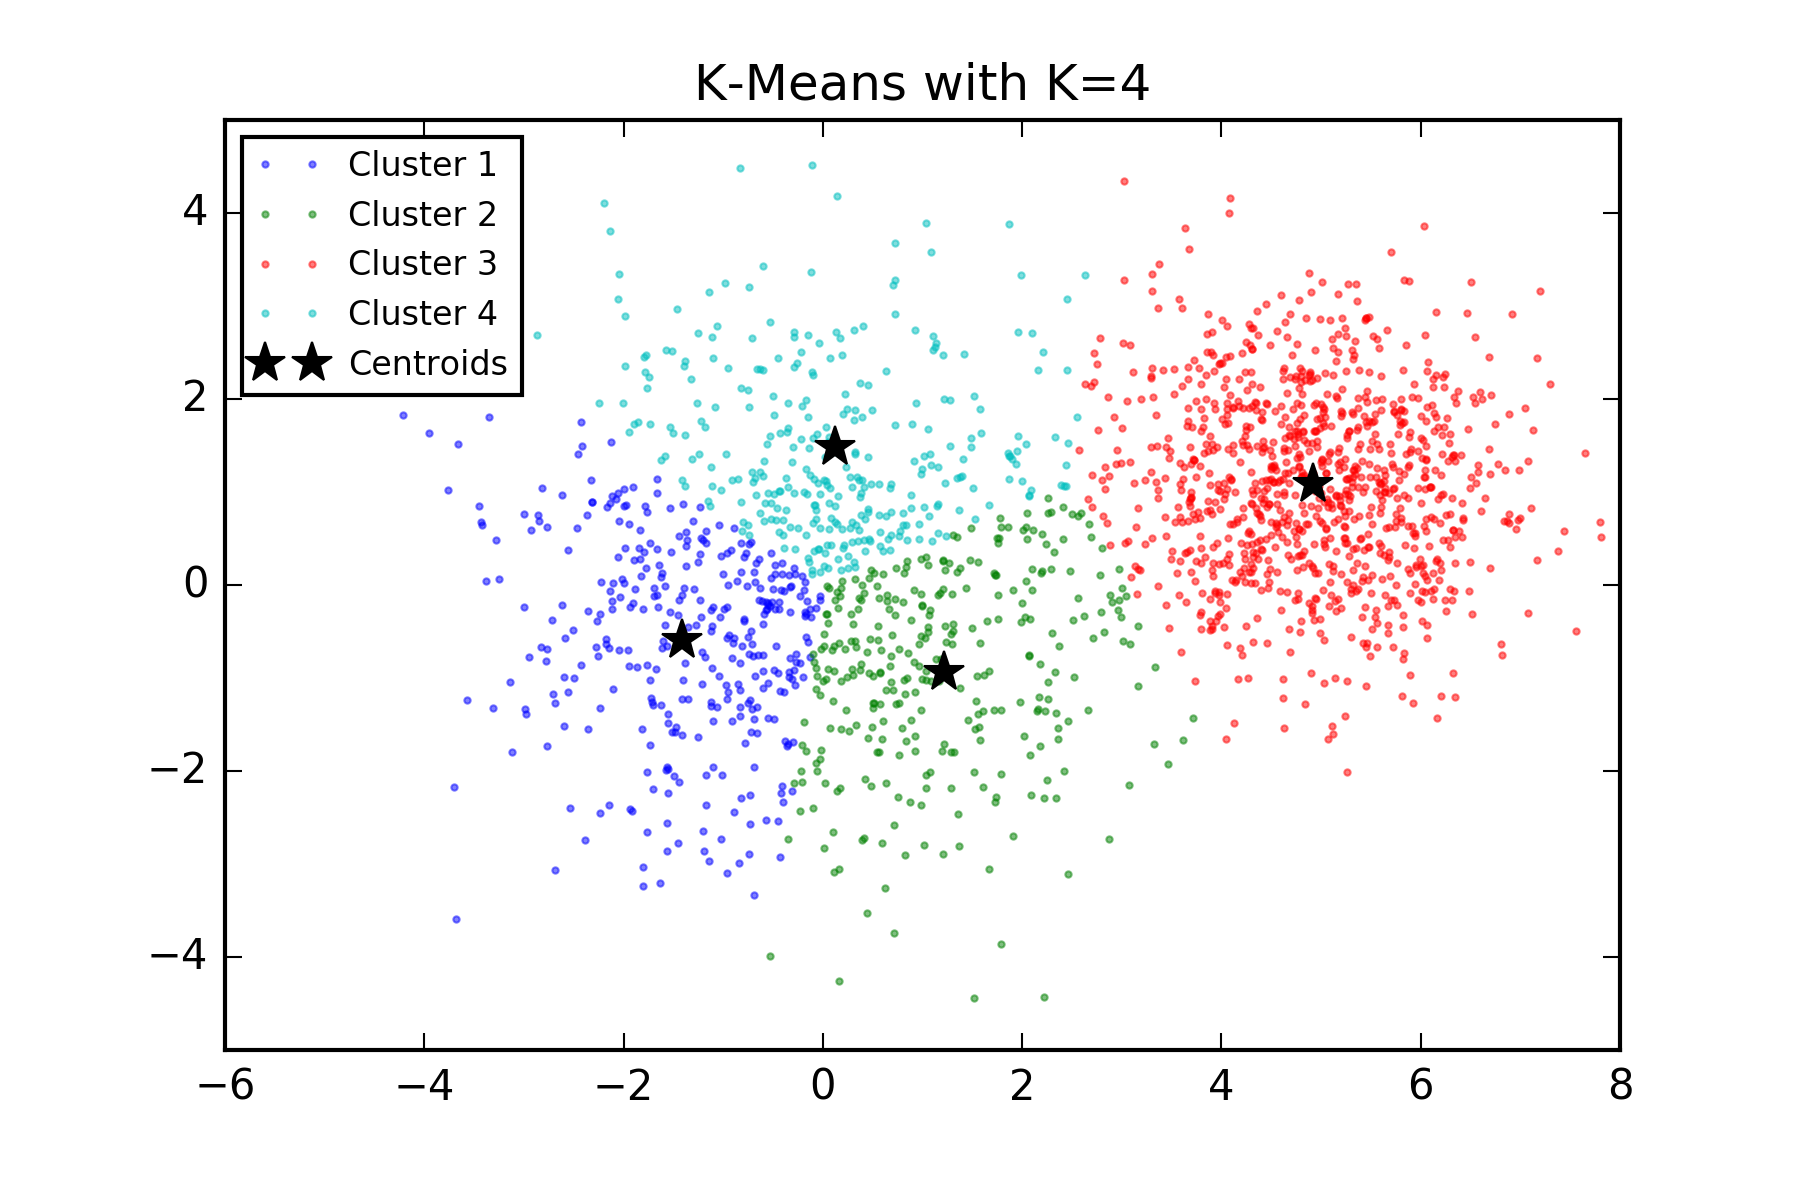 K-Means with K=4
Cluster 1
Cluster 2
Cluster 3
Cluster 4
Centroids
4
2
0
−2
−4
−6 −4 −2 0 2 4 6 8